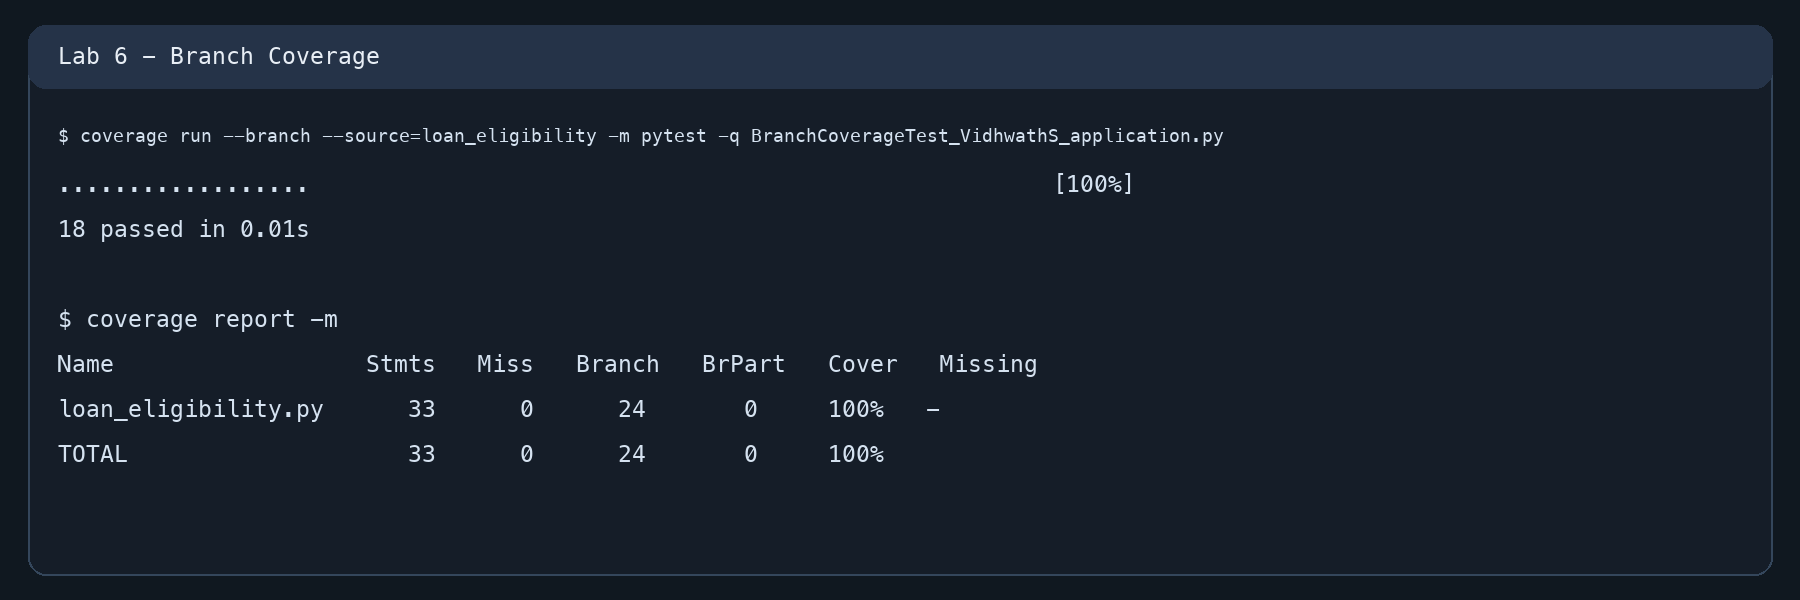 Lab 6 – Branch Coverage
$ coverage run --branch --source=loan_eligibility -m pytest -q BranchCoverageTest_VidhwathS_application.py
.................. [100%]
18 passed in 0.01s
$ coverage report -m
Name Stmts Miss Branch BrPart Cover Missing
loan_eligibility.py 33 0 24 0 100% –
TOTAL 33 0 24 0 100%